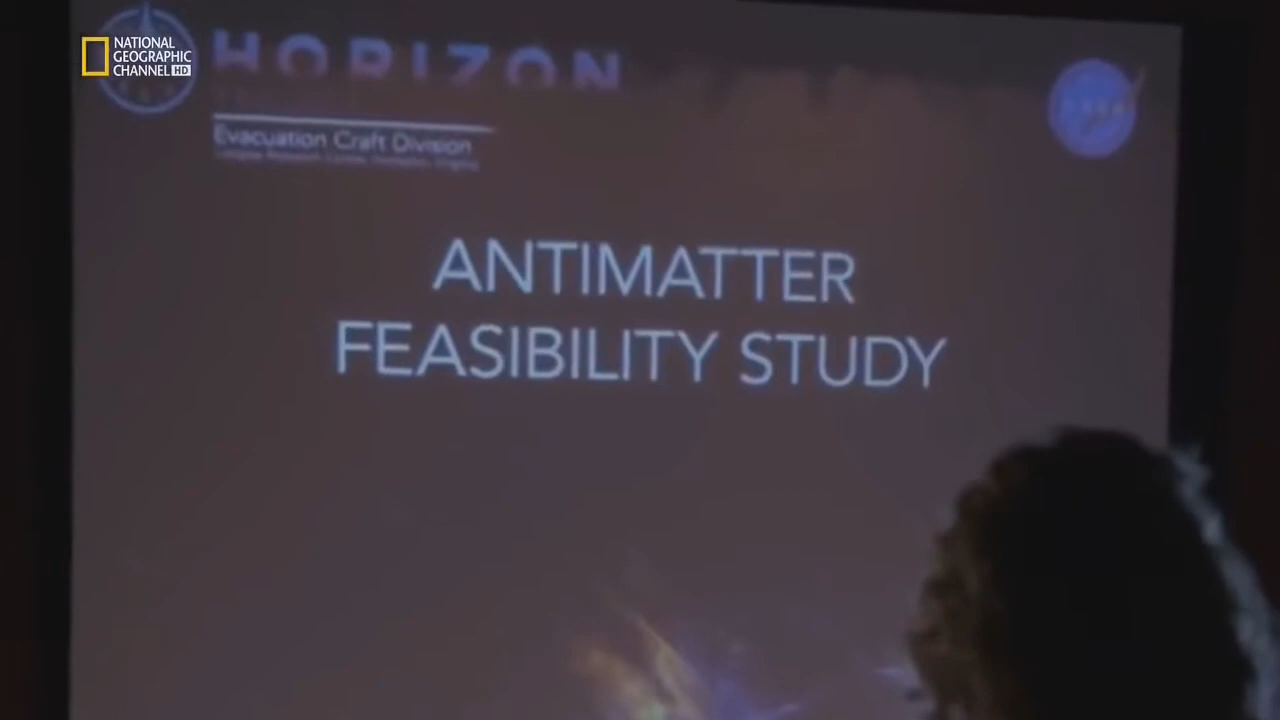 NATIONAL
GEOGRAPHIC
CHANNEL HD
HORIZON
Evacuation Craft Division
ANTIMATTER
FEASIBILITY STUDY